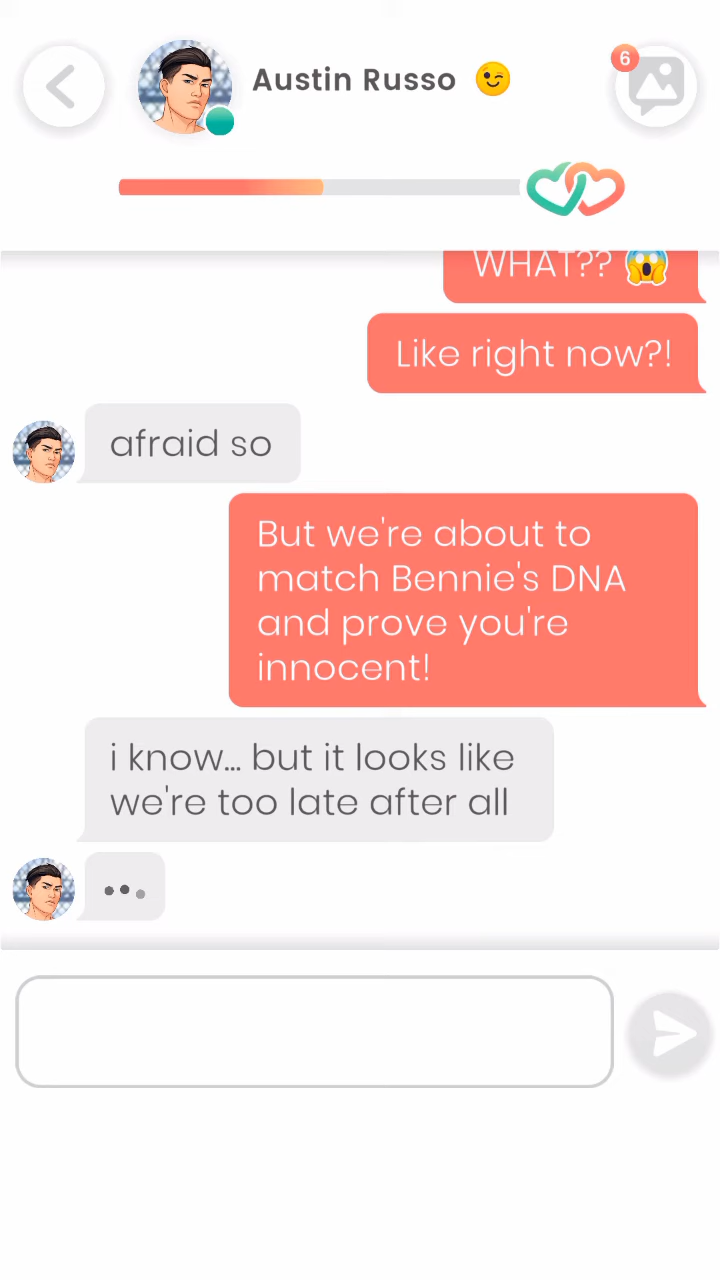 Austin Russo 😉
6
WHAT?? 😱
Like right now?!
afraid so
But we're about to
match Bennie's DNA
and prove you're
innocent!
i know... but it looks like
we're too late after all